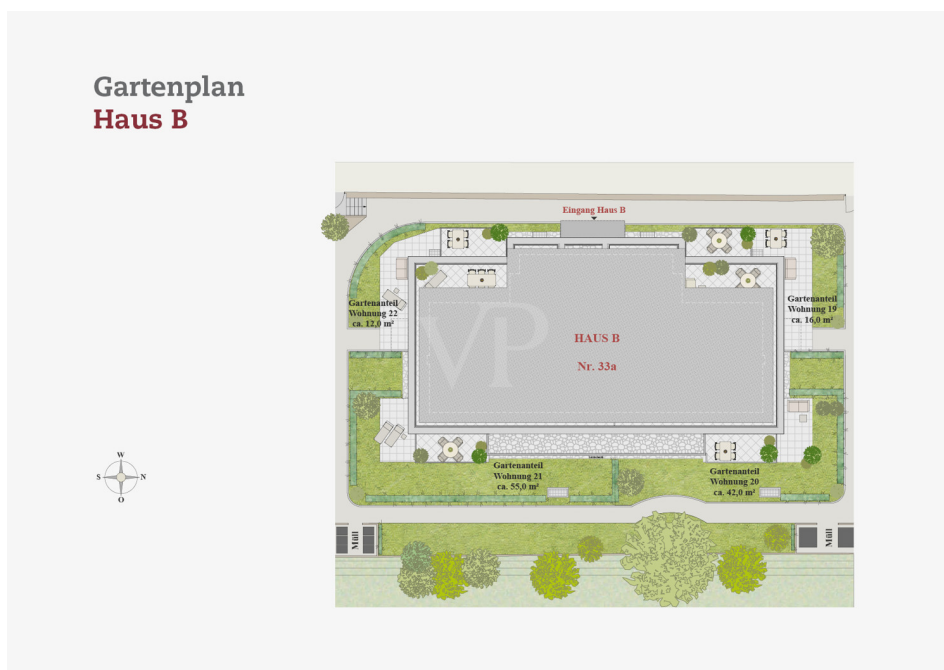 Gartenplan
Haus B
Eingang Haus B
Gartenanteil
Wohnung 22
ca. 12,0 m²
Gartenanteil
Wohnung 19
ca. 16,0 m²
VP
HAUS B
Nr. 33a
W
S
N
O
Gartenanteil
Wohnung 21
ca. 55,0 m²
Gartenanteil
Wohnung 20
ca. 42,0 m²
Müll
Müll